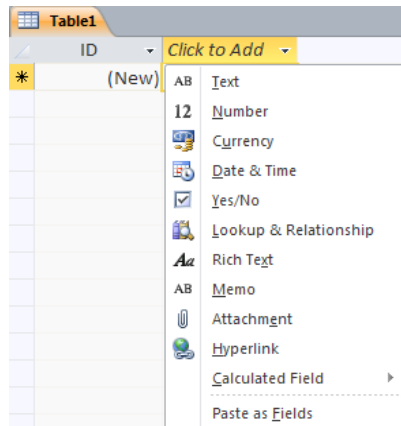 Table1
ID Click to Add
(New)
AB Text
12 Number
Currency
Date & Time
Yes/No
Lookup & Relationship
Aa Rich Text
AB Memo
Attachment
Hyperlink
Calculated Field
Paste as Fields